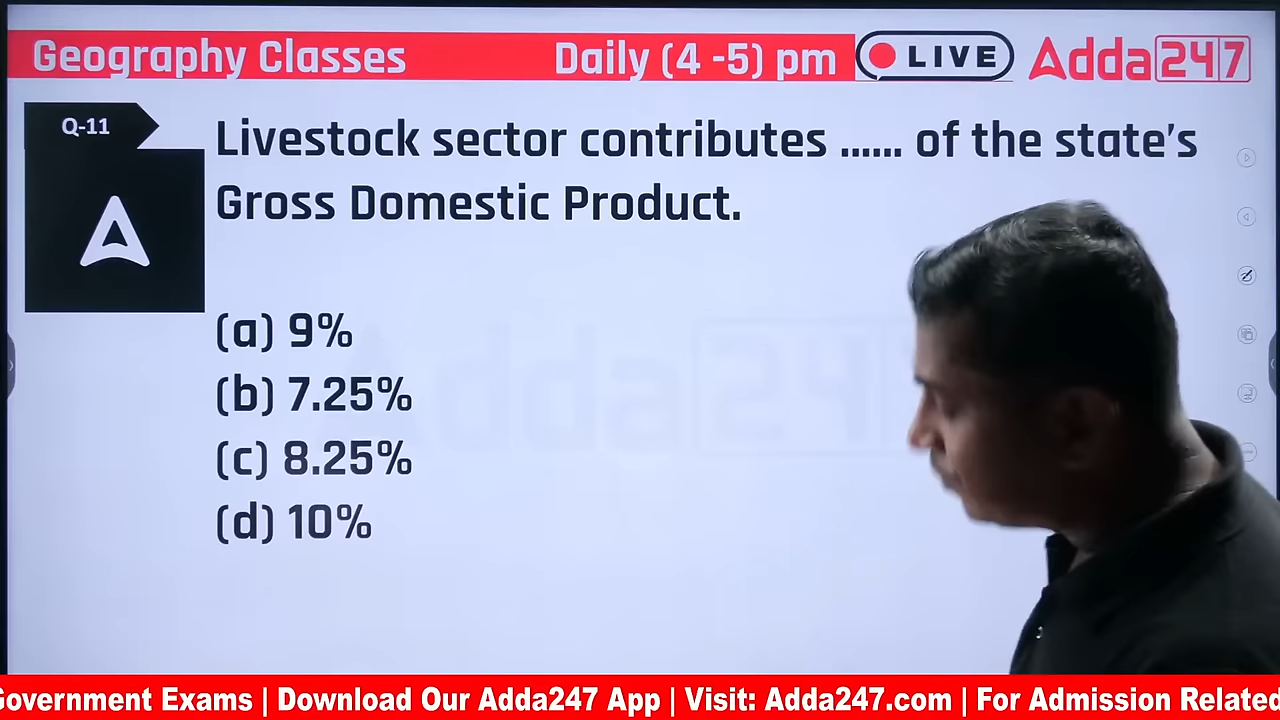 Geography Classes Daily (4 -5) pm LIVE Adda247
Q-11
Livestock sector contributes ...... of the state's
Gross Domestic Product.
(a) 9%
(b) 7.25%
(c) 8.25%
(d) 10%
Adda247
Government Exams | Download Our Adda247 App | Visit: Adda247.com | For Admission Related